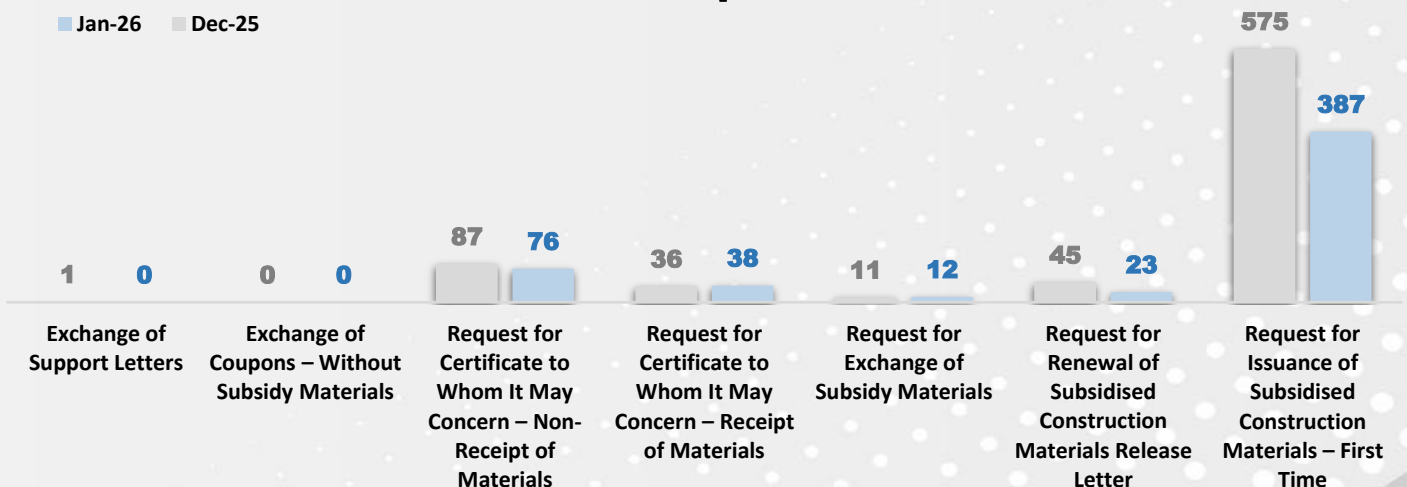 Jan-26 Dec-25
575
387
87
76
1
0
0
0
36
38
11
12
45
23
Exchange of
Support Letters
Exchange of
Coupons – Without
Subsidy Materials
Request for
Certificate to
Whom It May
Concern – Non-
Receipt of
Materials
Request for
Certificate to
Whom It May
Concern – Receipt
of Materials
Request for
Exchange of
Subsidy Materials
Request for
Renewal of
Subsidised
Construction
Materials Release
Letter
Request for
Issuance of
Subsidised
Construction
Materials – First
Time